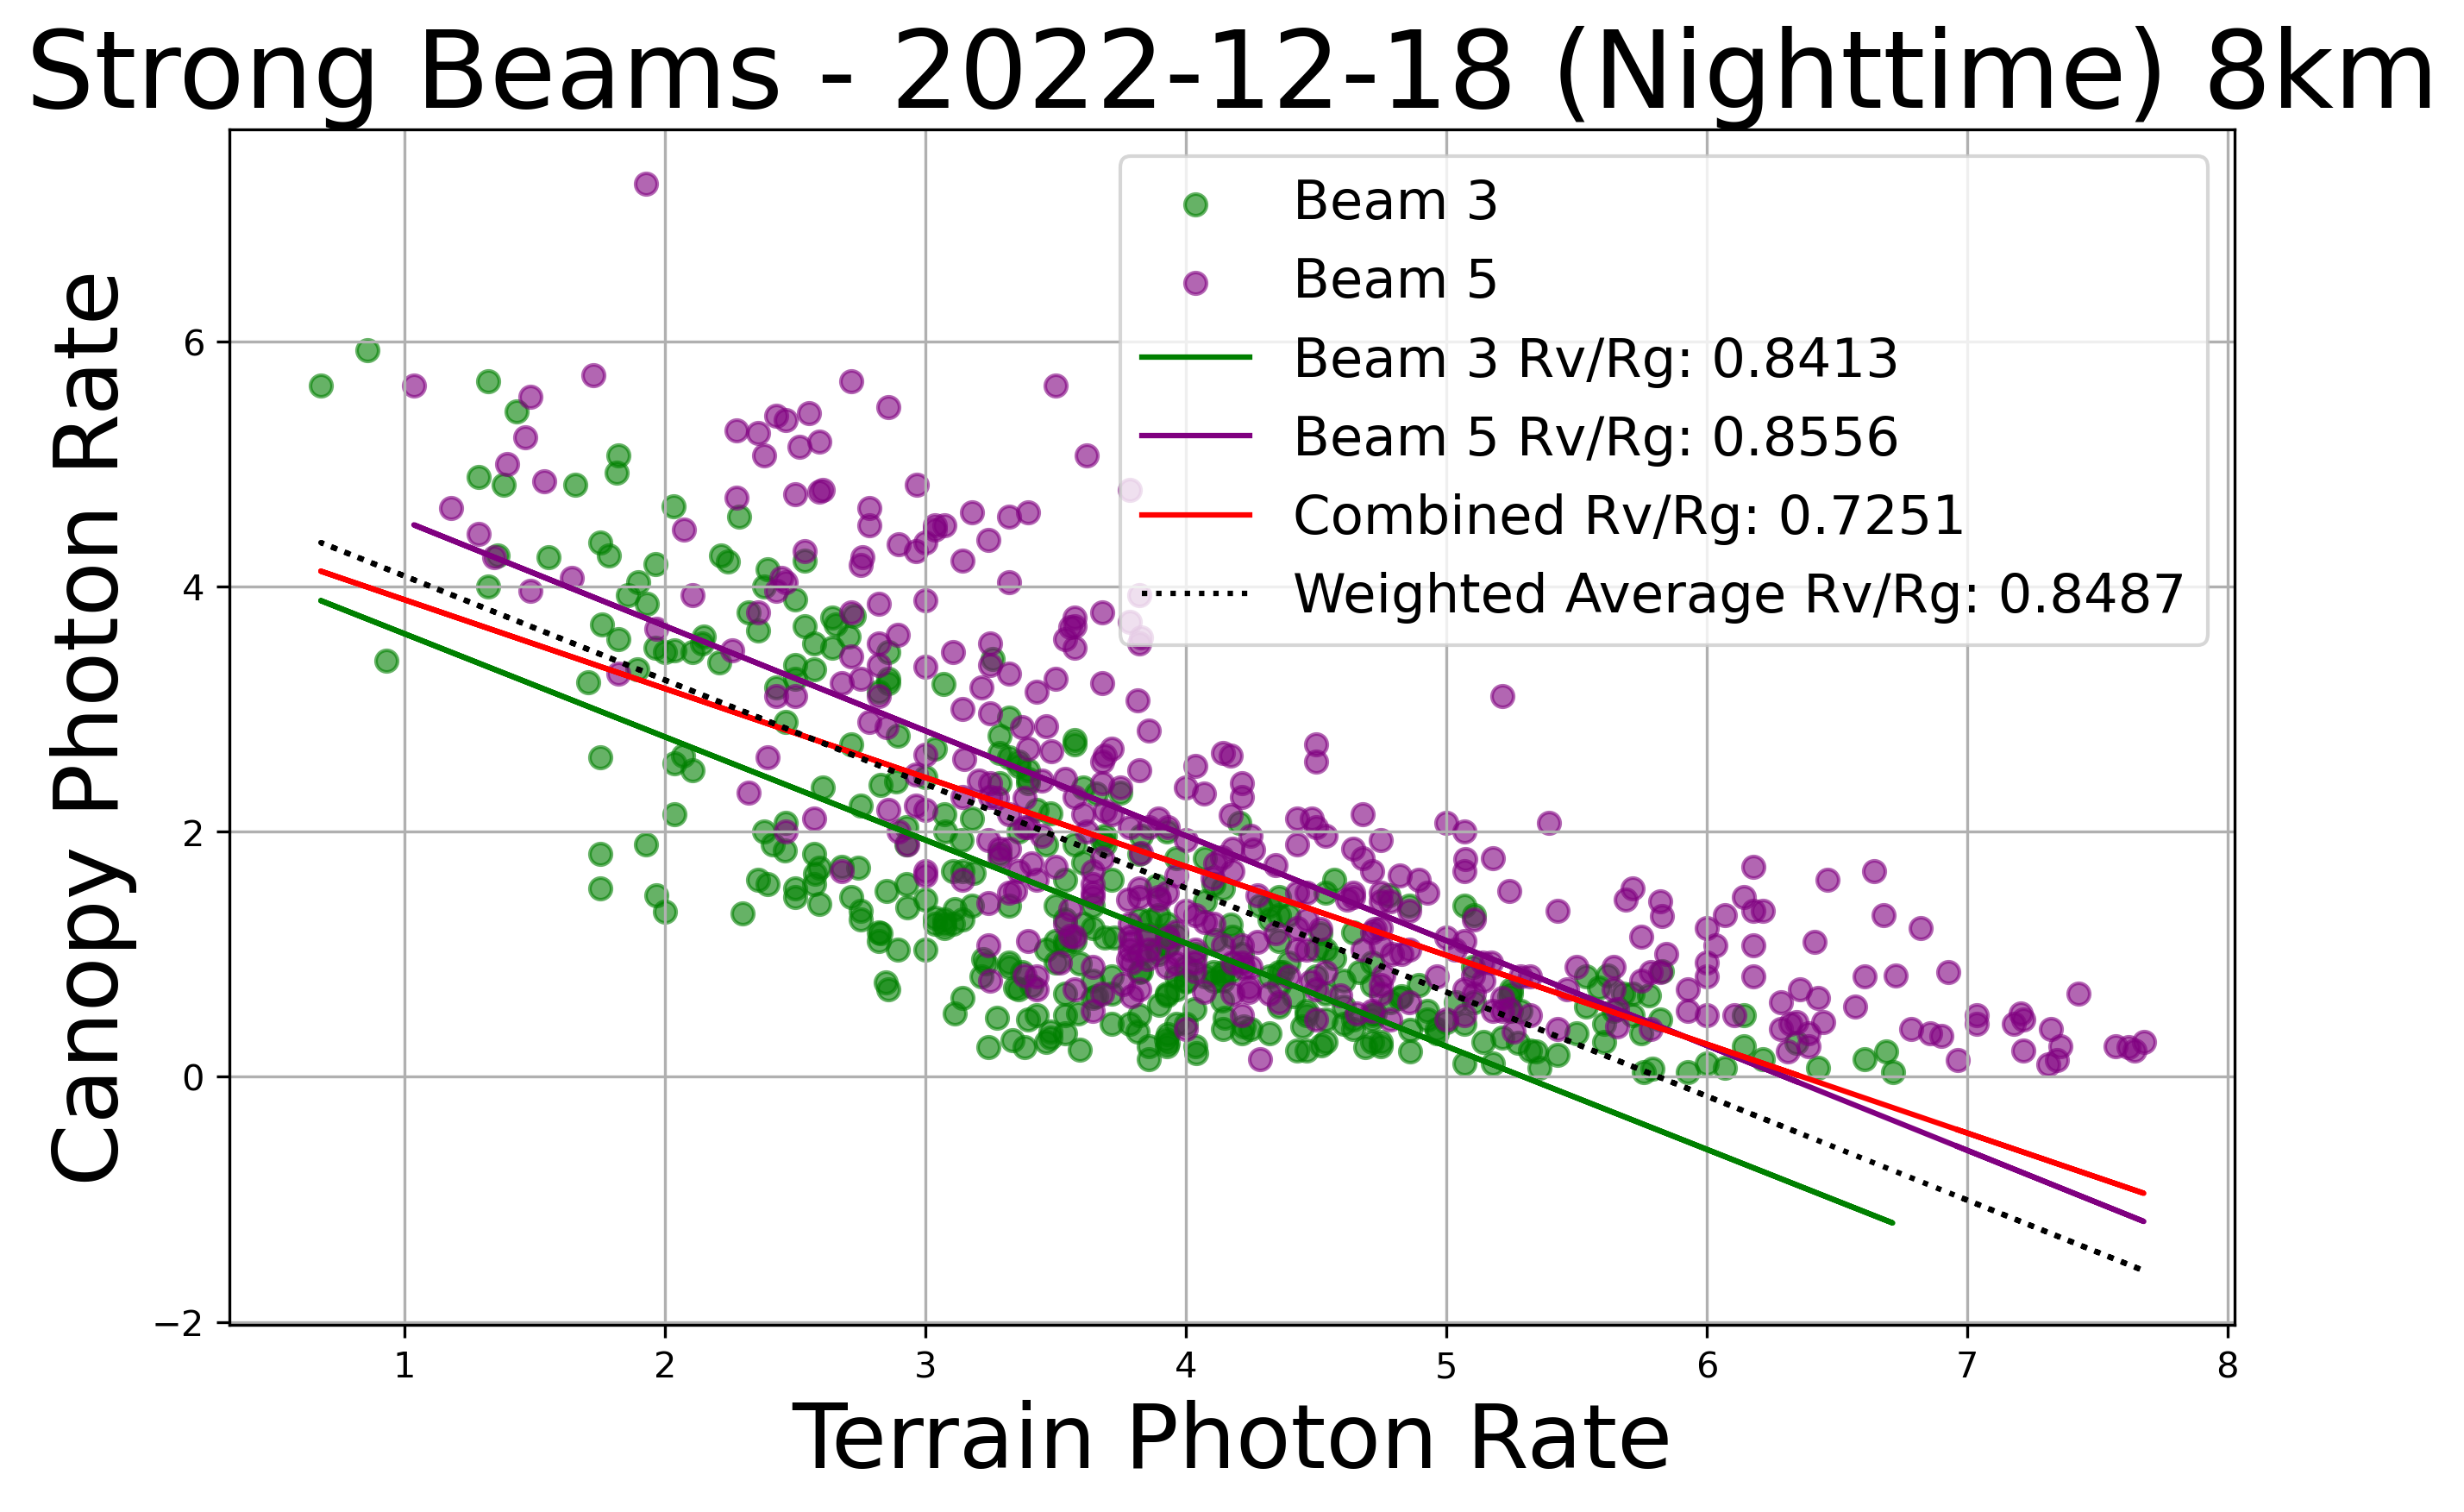 Strong Beams - 2022-12-18 (Nighttime) 8km
Canopy Photon Rate
6
4
2
0
−2
Beam 3
Beam 5
Beam 3 Rv/Rg: 0.8413
Beam 5 Rv/Rg: 0.8556
Combined Rv/Rg: 0.7251
Weighted Average Rv/Rg: 0.8487
1 2 3 4 5 6 7 8
Terrain Photon Rate